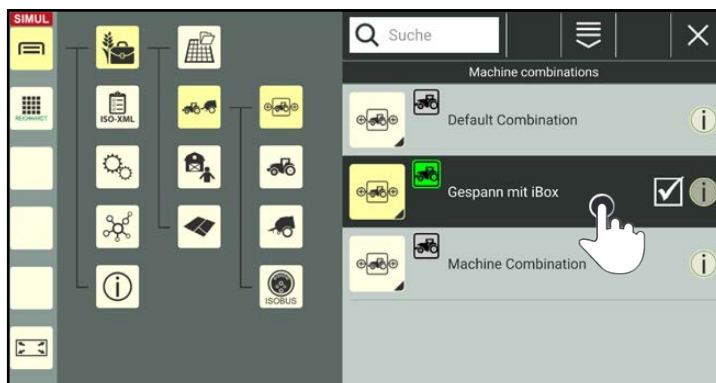 SIMUL
REICHHARDT
ISO-XML
ISOBUS
Suche
Machine combinations
Default Combination
Gespann mit iBox
Machine Combination